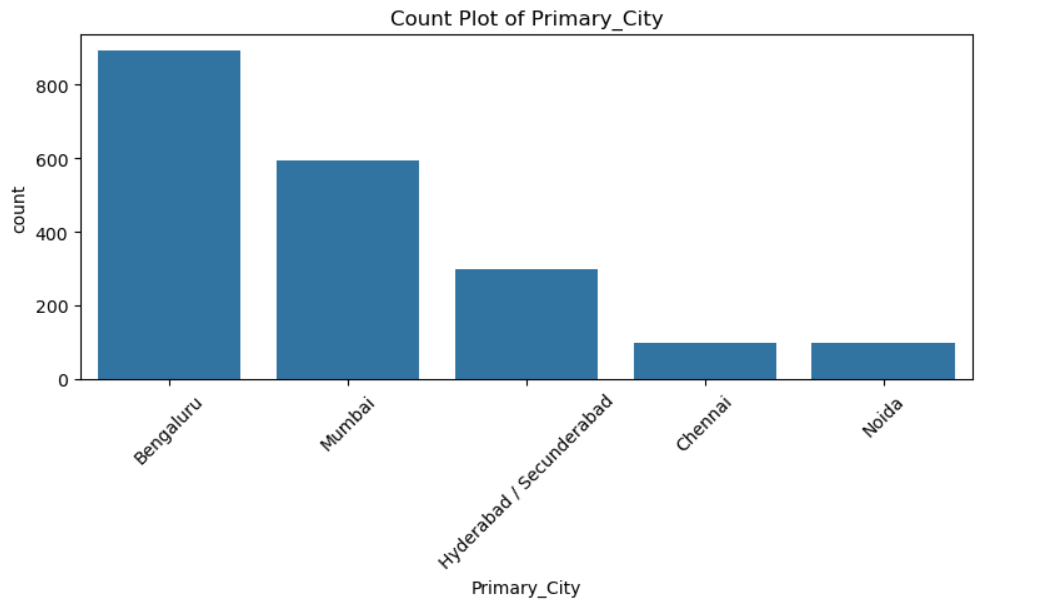 Count Plot of Primary_City
count
800
600
400
200
0
Bengaluru
Mumbai
Hyderabad / Secunderabad
Chennai
Noida
Primary_City